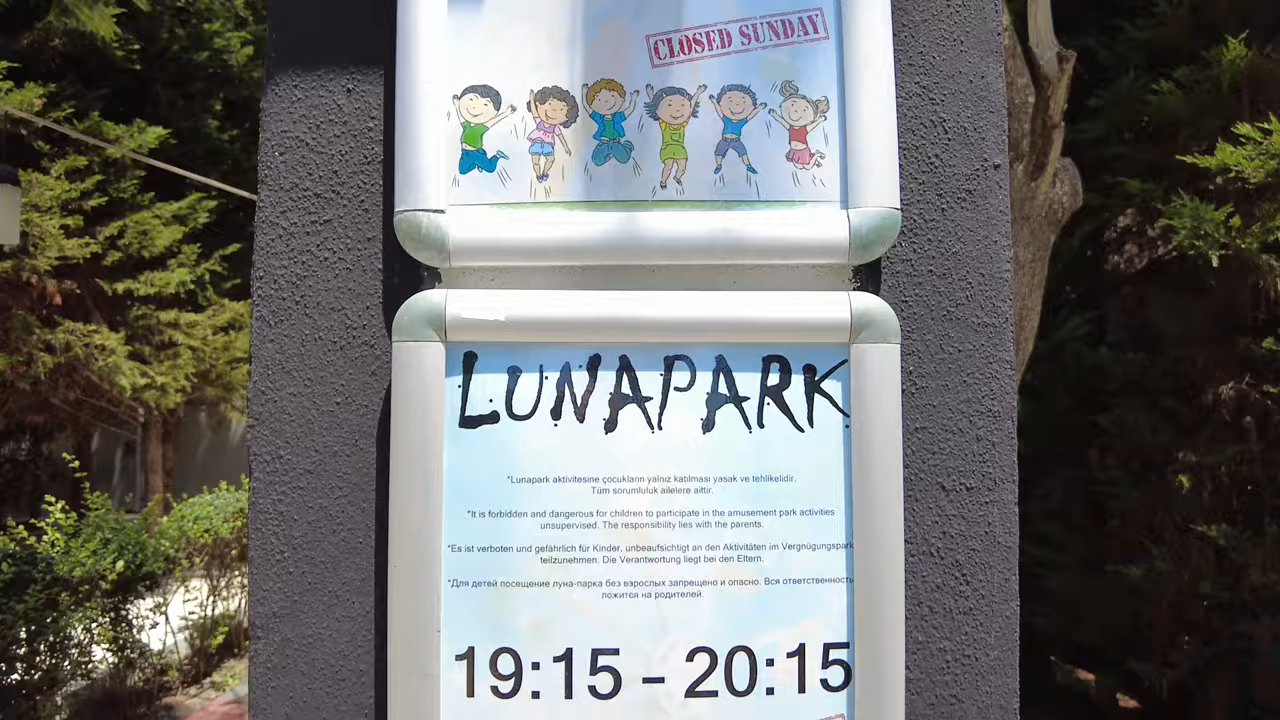 CLOSED SUNDAY
LUNAPARK
*Lunapark aktivitesine çocukların yalnız katılması yasak ve tehlikelidir.
Tüm sorumluluk ailelere aittir.
*It is forbidden and dangerous for children to participate in the amusement park activities
unsupervised. The responsibility lies with the parents.
*Es ist verboten und gefährlich für Kinder, unbeaufsichtigt an den Aktivitäten im Vergnügungspark
teilzunehmen. Die Verantwortung liegt bei den Eltern.
*Для детей посещение луна-парка без взрослых запрещено и опасно. Вся ответственность
ложится на родителей.
19:15 - 20:15